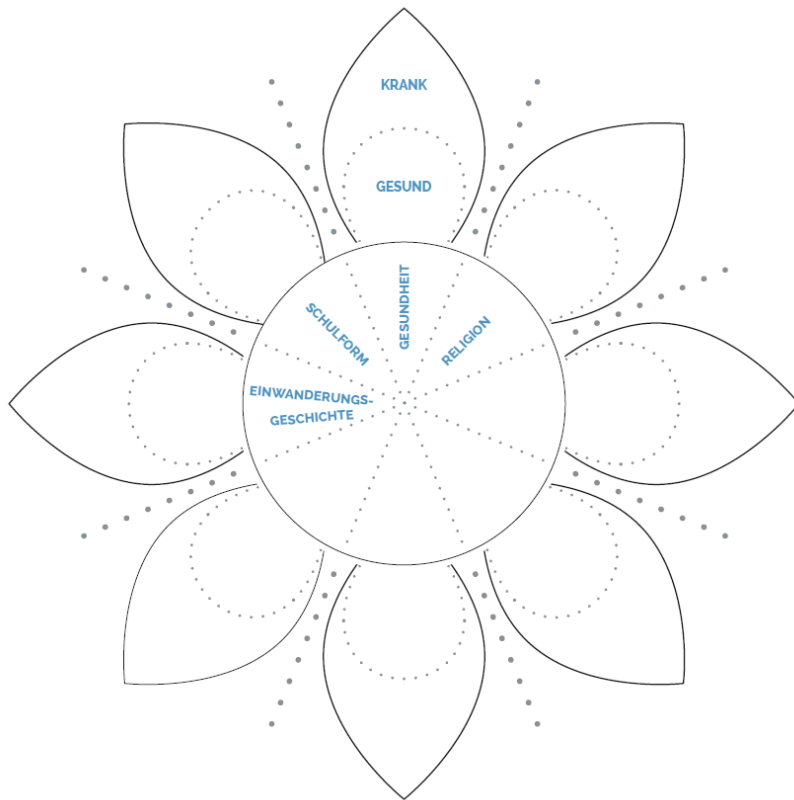 KRANK
GESUND
GESUNDHEIT
SCHULFORM
RELIGION
EINWANDERUNGS-
GESCHICHTE